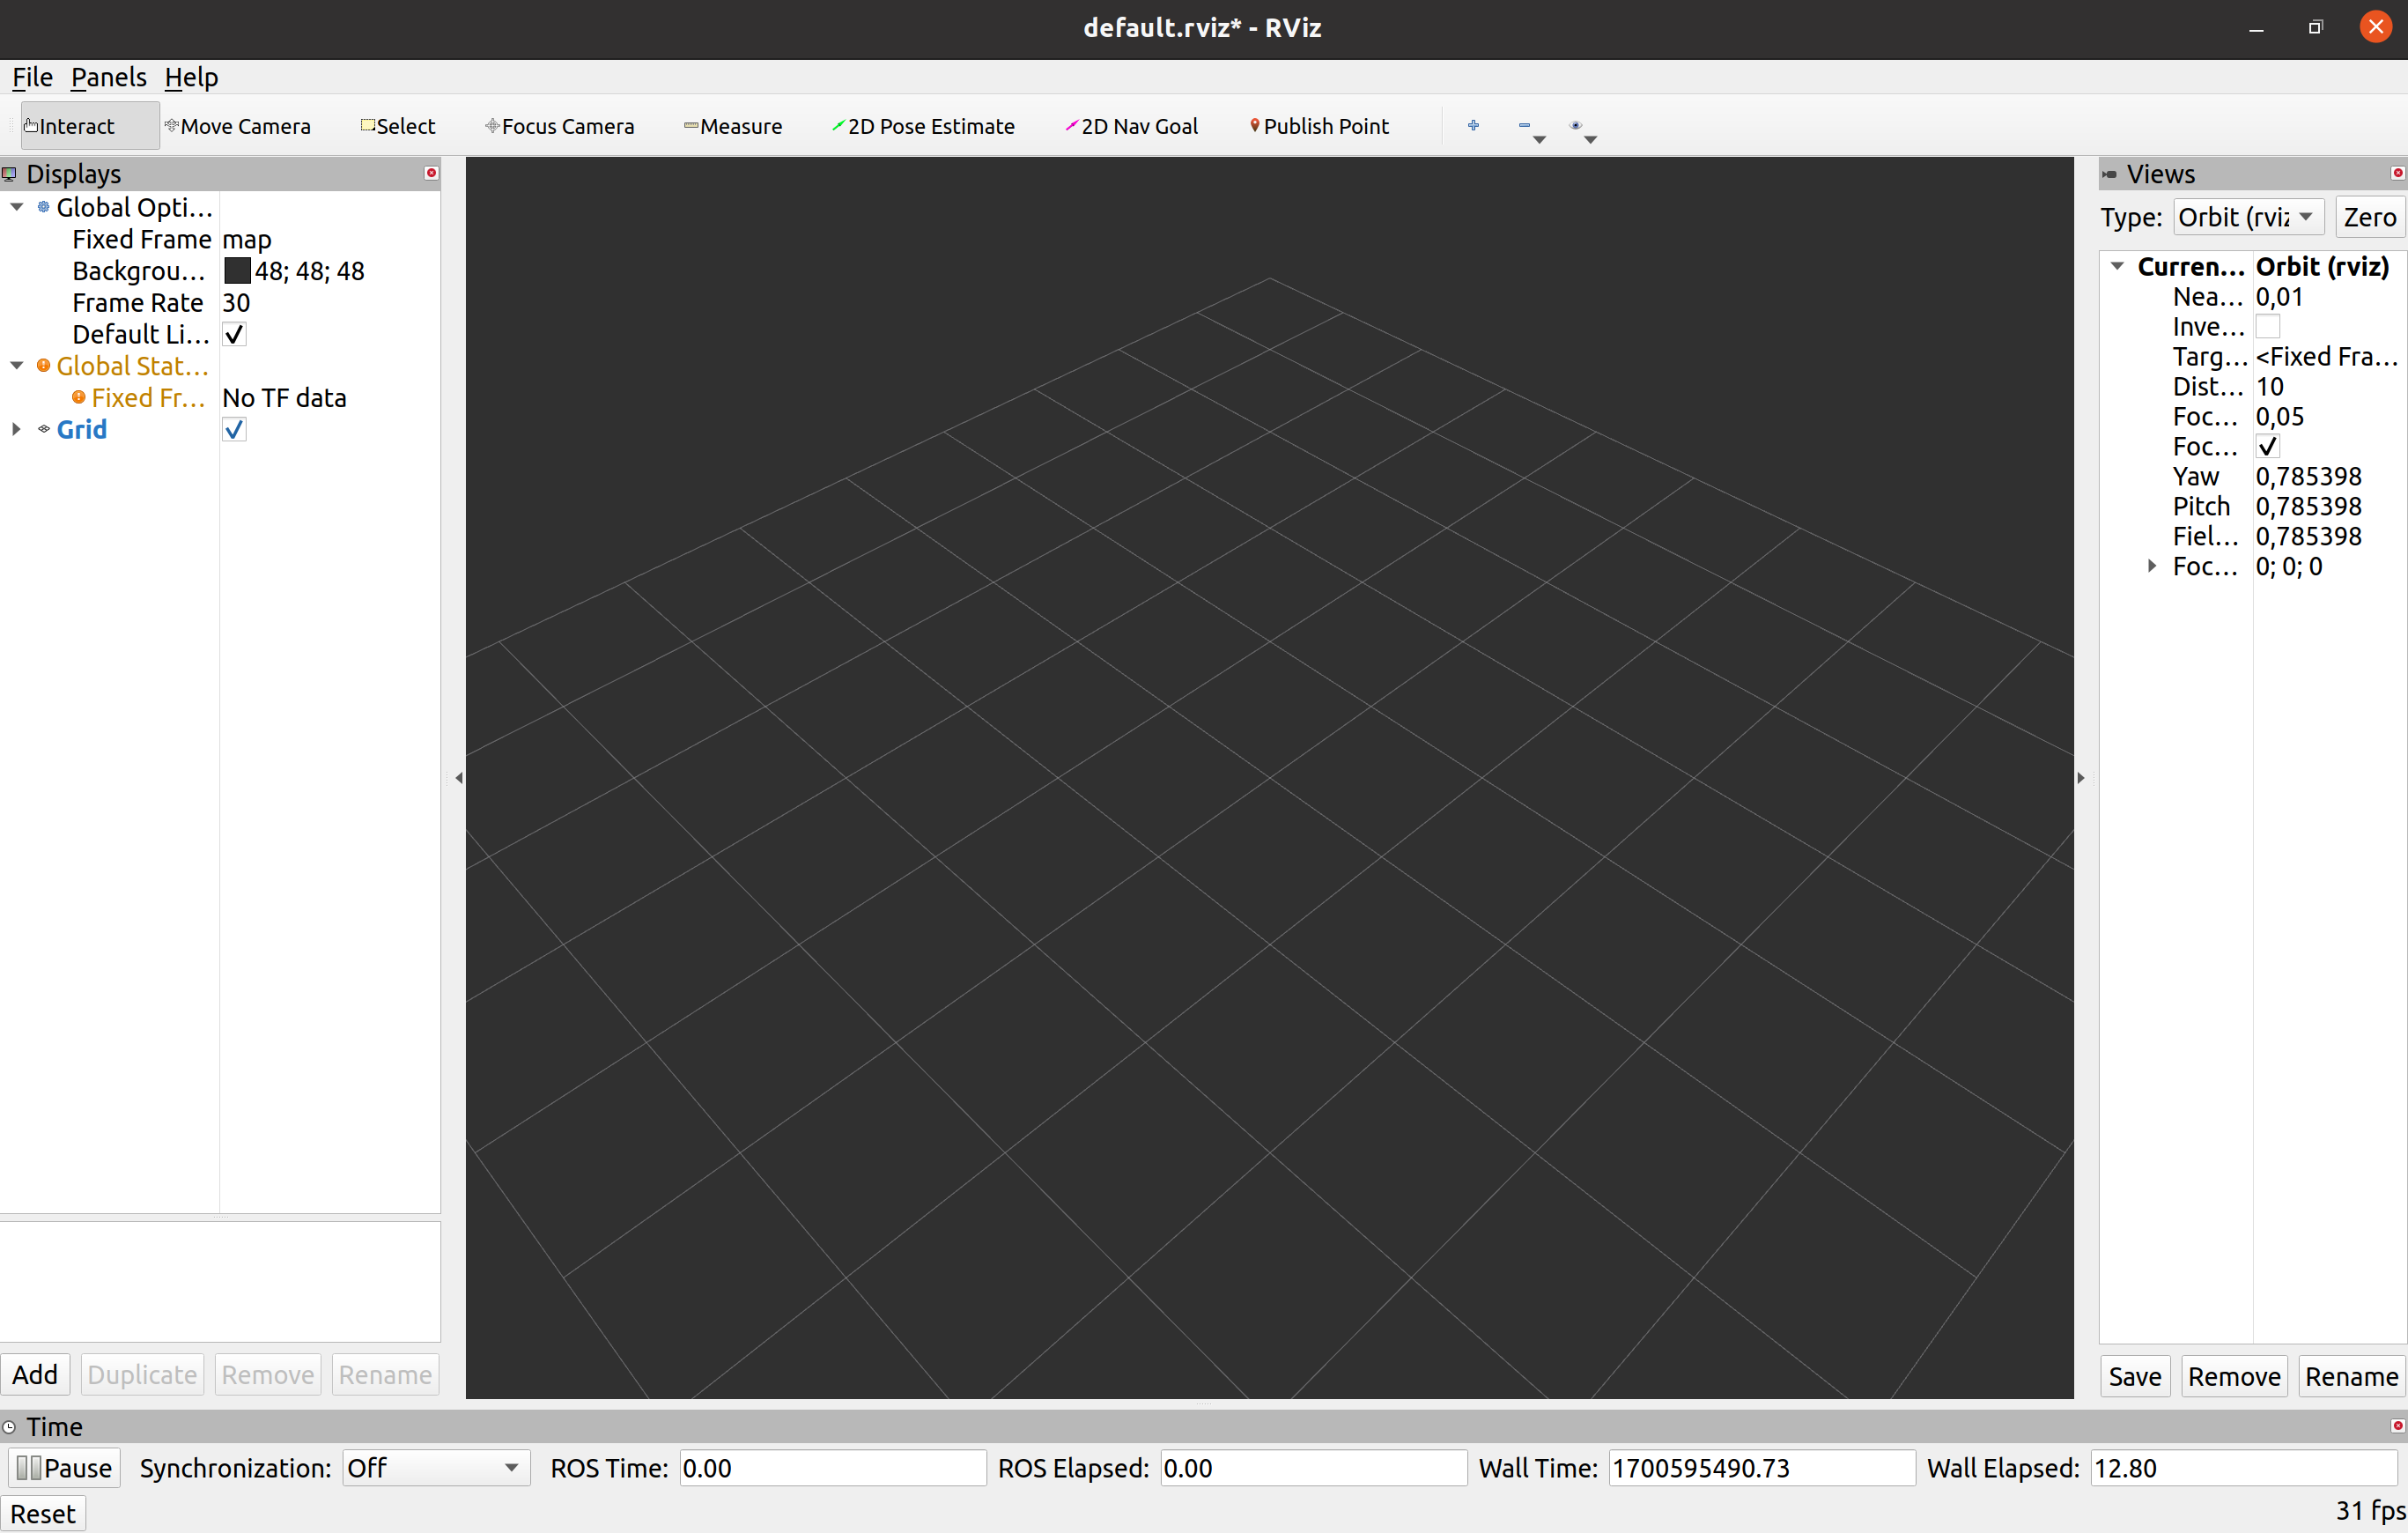 default.rviz* - RViz
File Panels Help
Interact Move Camera Select Focus Camera Measure 2D Pose Estimate 2D Nav Goal Publish Point
Displays
Global Opti...
Fixed Frame map
Backgrou... 48; 48; 48
Frame Rate 30
Default Li...
Global Stat...
Fixed Fr... No TF data
Grid
Add Duplicate Remove Rename
Views
Type: Orbit (rviz Zero
Curren... Orbit (rviz)
Nea... 0,01
Inve...
Targ... <Fixed Fra...
Dist... 10
Foc... 0,05
Foc...
Yaw 0,785398
Pitch 0,785398
Fiel... 0,785398
Foc... 0; 0; 0
Save Remove Rename
Time
Pause Synchronization: Off ROS Time: 0.00 ROS Elapsed: 0.00 Wall Time: 1700595490.73 Wall Elapsed: 12.80
Reset 31 fps